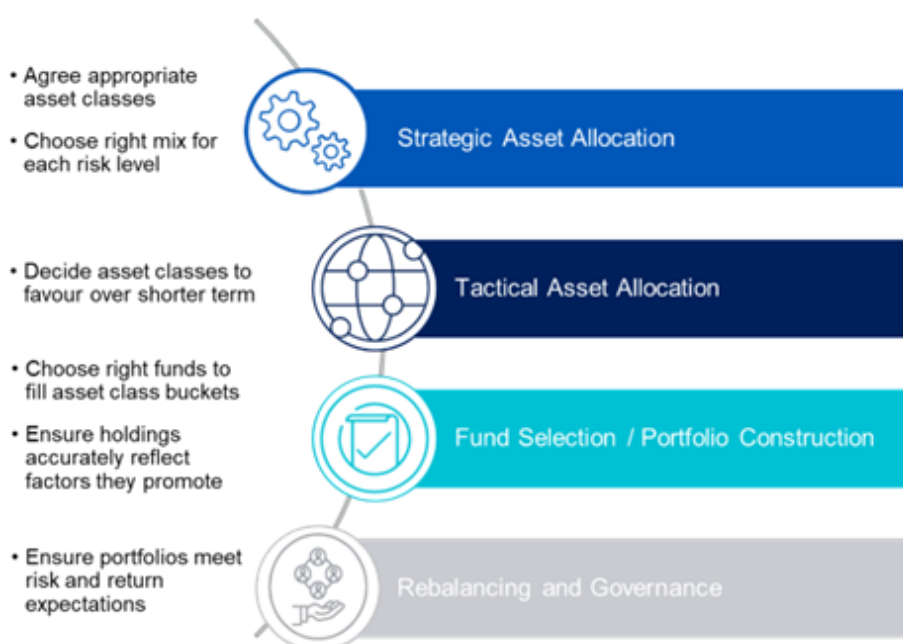 • Agree appropriate
asset classes
• Choose right mix for
each risk level
Strategic Asset Allocation
• Decide asset classes to
favour over shorter term
Tactical Asset Allocation
• Choose right funds to
fill asset class buckets
• Ensure holdings
accurately reflect
factors they promote
Fund Selection / Portfolio Construction
• Ensure portfolios meet
risk and return
expectations
Rebalancing and Governance